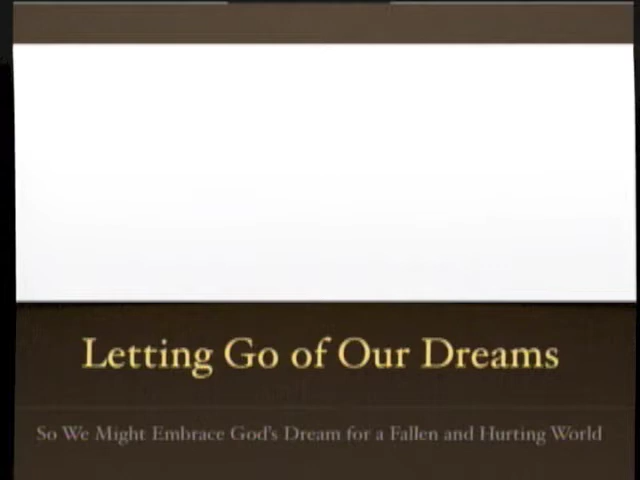 Letting Go of Our Dreams
So We Might Embrace God's Dream for a Fallen and Hurting World